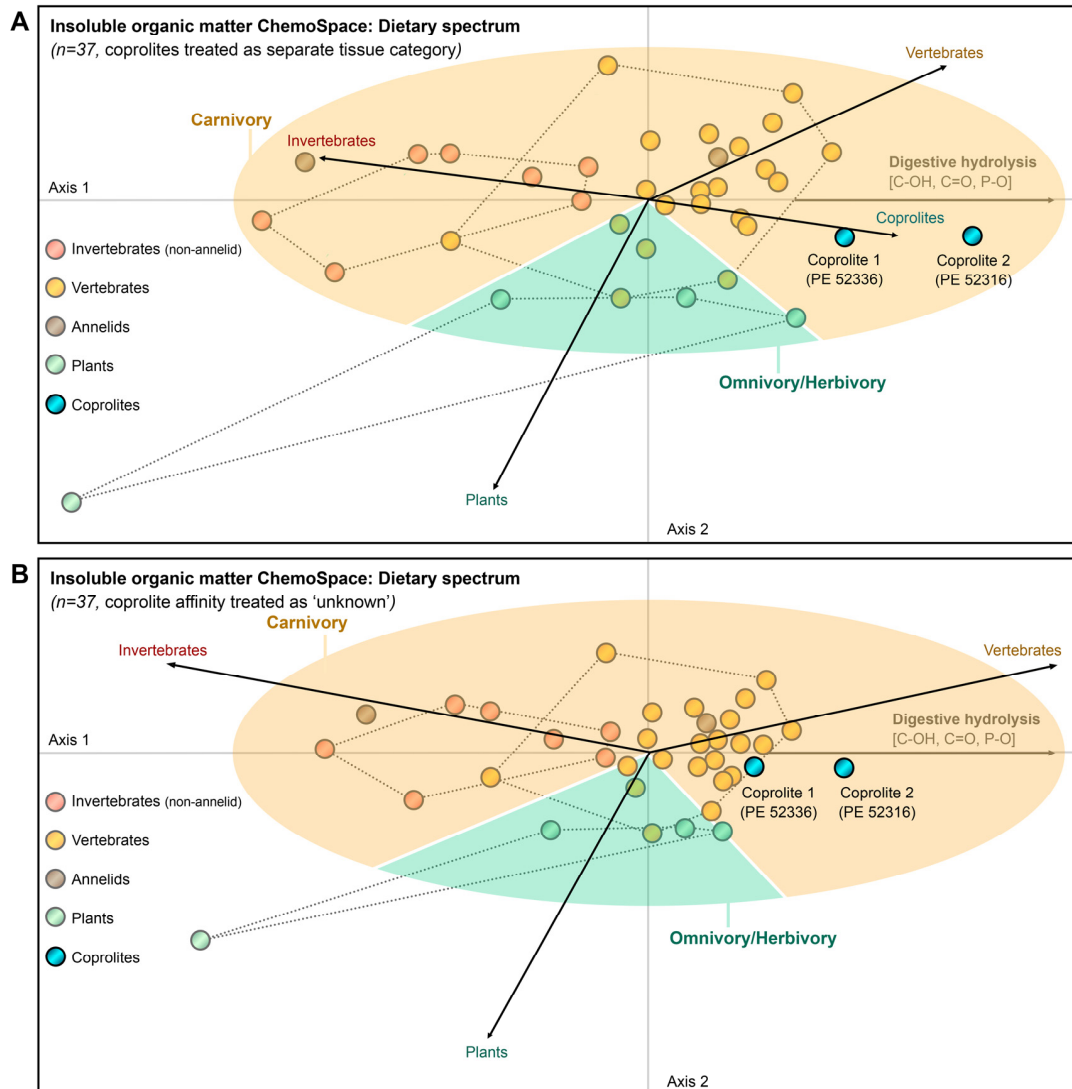 A
Insoluble organic matter ChemoSpace: Dietary spectrum
(n=37, coprolites treated as separate tissue category)
Vertebrates
Carnivory
Invertebrates
Digestive hydrolysis
[C-OH, C=O, P-O]
Axis 1
Coprolites
Invertebrates (non-annelid)
Coprolite 1
(PE 52336)
Coprolite 2
(PE 52316)
Vertebrates
Annelids
Plants
Omnivory/Herbivory
Coprolites
Plants
Axis 2
B
Insoluble organic matter ChemoSpace: Dietary spectrum
(n=37, coprolite affinity treated as ‘unknown’)
Carnivory
Invertebrates
Vertebrates
Digestive hydrolysis
[C-OH, C=O, P-O]
Axis 1
Invertebrates (non-annelid)
Coprolite 1
(PE 52336)
Coprolite 2
(PE 52316)
Vertebrates
Annelids
Plants
Omnivory/Herbivory
Coprolites
Plants
Axis 2